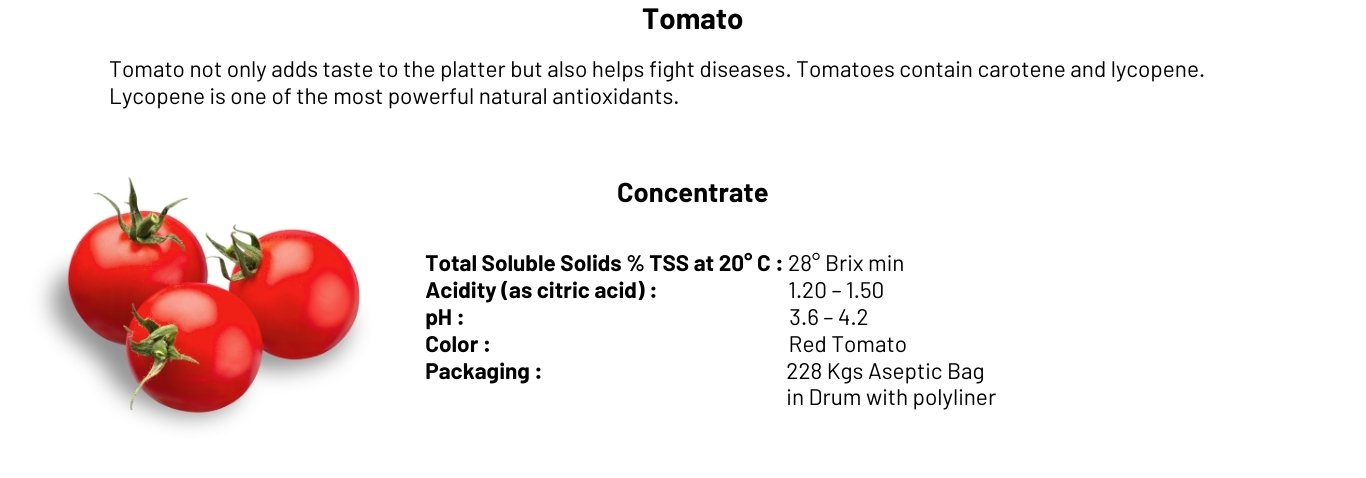 Tomato
Tomato not only adds taste to the platter but also helps fight diseases. Tomatoes contain carotene and lycopene.
Lycopene is one of the most powerful natural antioxidants.
Concentrate
Total Soluble Solids % TSS at 20° C : 28° Brix min
Acidity (as citric acid) : 1.20 – 1.50
pH : 3.6 – 4.2
Color : Red Tomato
Packaging : 228 Kgs Aseptic Bag
in Drum with polyliner